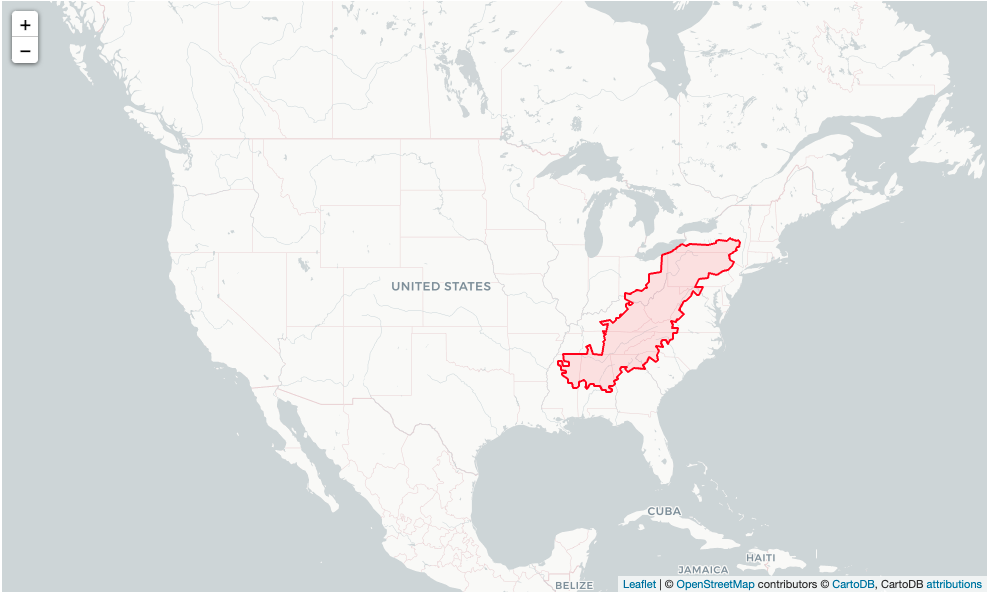 +
−
UNITED STATES
CUBA
HAITI
JAMAICA
BELIZE
Leaflet | © OpenStreetMap contributors © CartoDB, CartoDB attributions